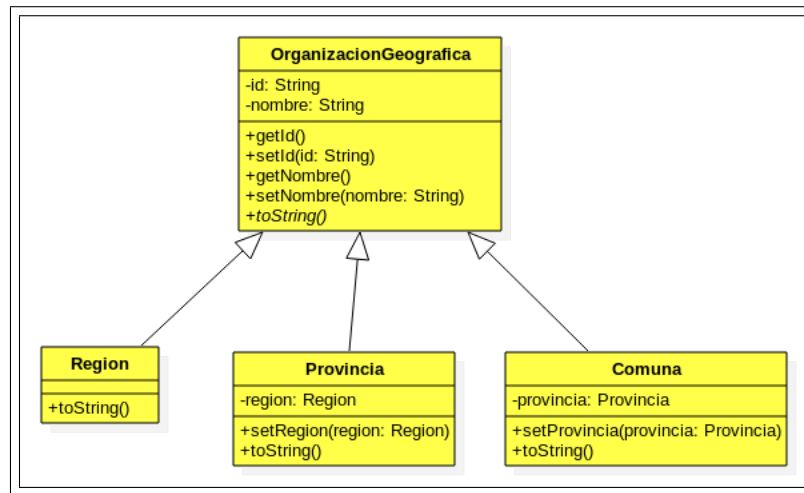 OrganizacionGeografica
-id: String
-nombre: String
+getId()
+setId(id: String)
+getNombre()
+setNombre(nombre: String)
+toString()
Region
+toString()
Provincia
-region: Region
+setRegion(region: Region)
+toString()
Comuna
-provincia: Provincia
+setProvincia(provincia: Provincia)
+toString()